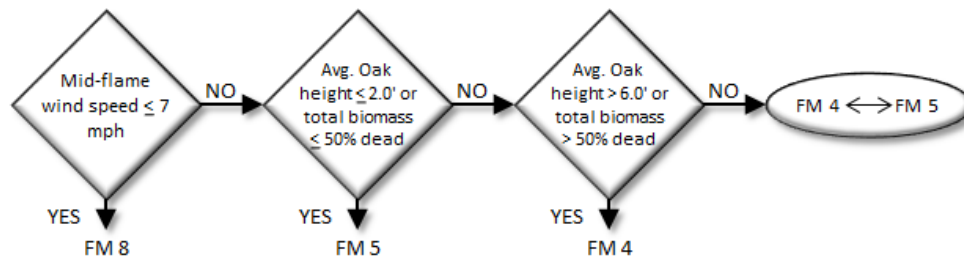 Mid-flame
wind speed ≤ 7
mph
NO
Avg. Oak
height ≤ 2.0' or
total biomass
≤ 50% dead
NO
Avg. Oak
height > 6.0' or
total biomass
> 50% dead
NO
FM 4 ⟷ FM 5
YES
FM 8
YES
FM 5
YES
FM 4